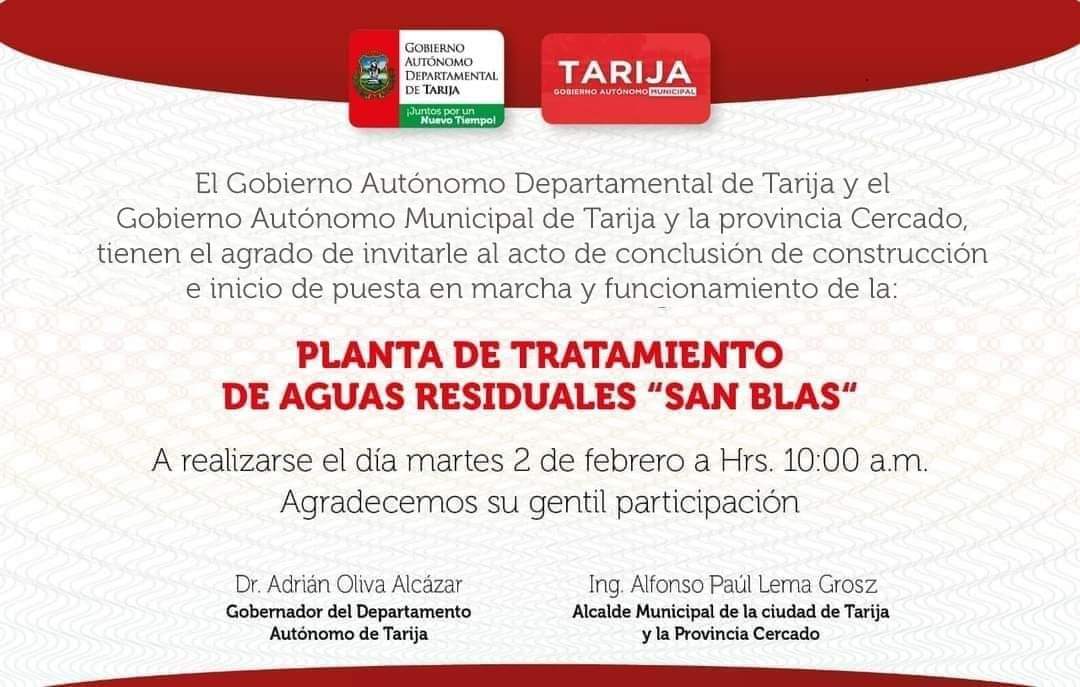 GOBIERNO
AUTÓNOMO
DEPARTAMENTAL
DE TARIJA
¡Juntos por un
Nuevo Tiempo!
TARIJA
GOBIERNO AUTÓNOMO MUNICIPAL
El Gobierno Autónomo Departamental de Tarija y el
Gobierno Autónomo Municipal de Tarija y la provincia Cercado,
tienen el agrado de invitarle al acto de conclusión de construcción
e inicio de puesta en marcha y funcionamiento de la:
PLANTA DE TRATAMIENTO
DE AGUAS RESIDUALES “SAN BLAS“
A realizarse el día martes 2 de febrero a Hrs. 10:00 a.m.
Agradecemos su gentil participación
Dr. Adrián Oliva Alcázar
Gobernador del Departamento
Autónomo de Tarija
Ing. Alfonso Paúl Lema Grosz
Alcalde Municipal de la ciudad de Tarija
y la Provincia Cercado